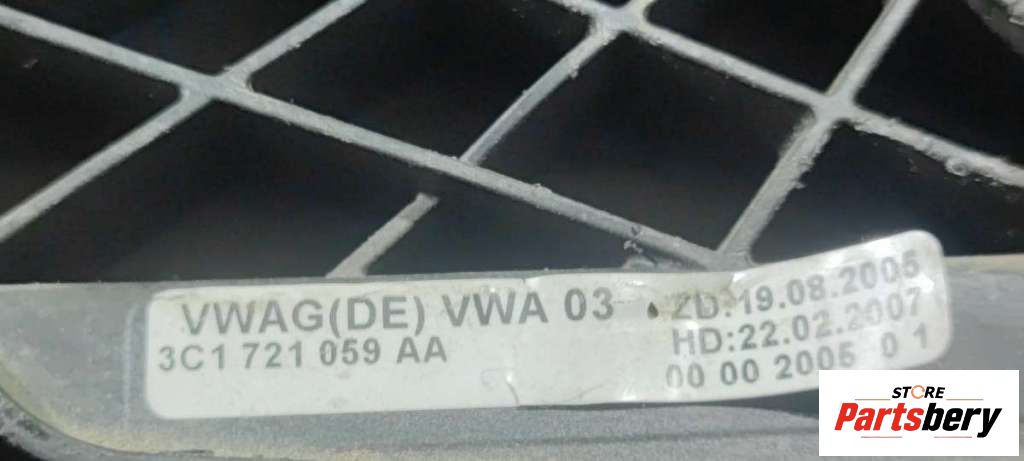 VWAG(DE) VWA 03 ZD:19.08.2005
3C1 721 059 AA HD:22.02.2007
00 00 2005 0 1
STORE
Partsbery